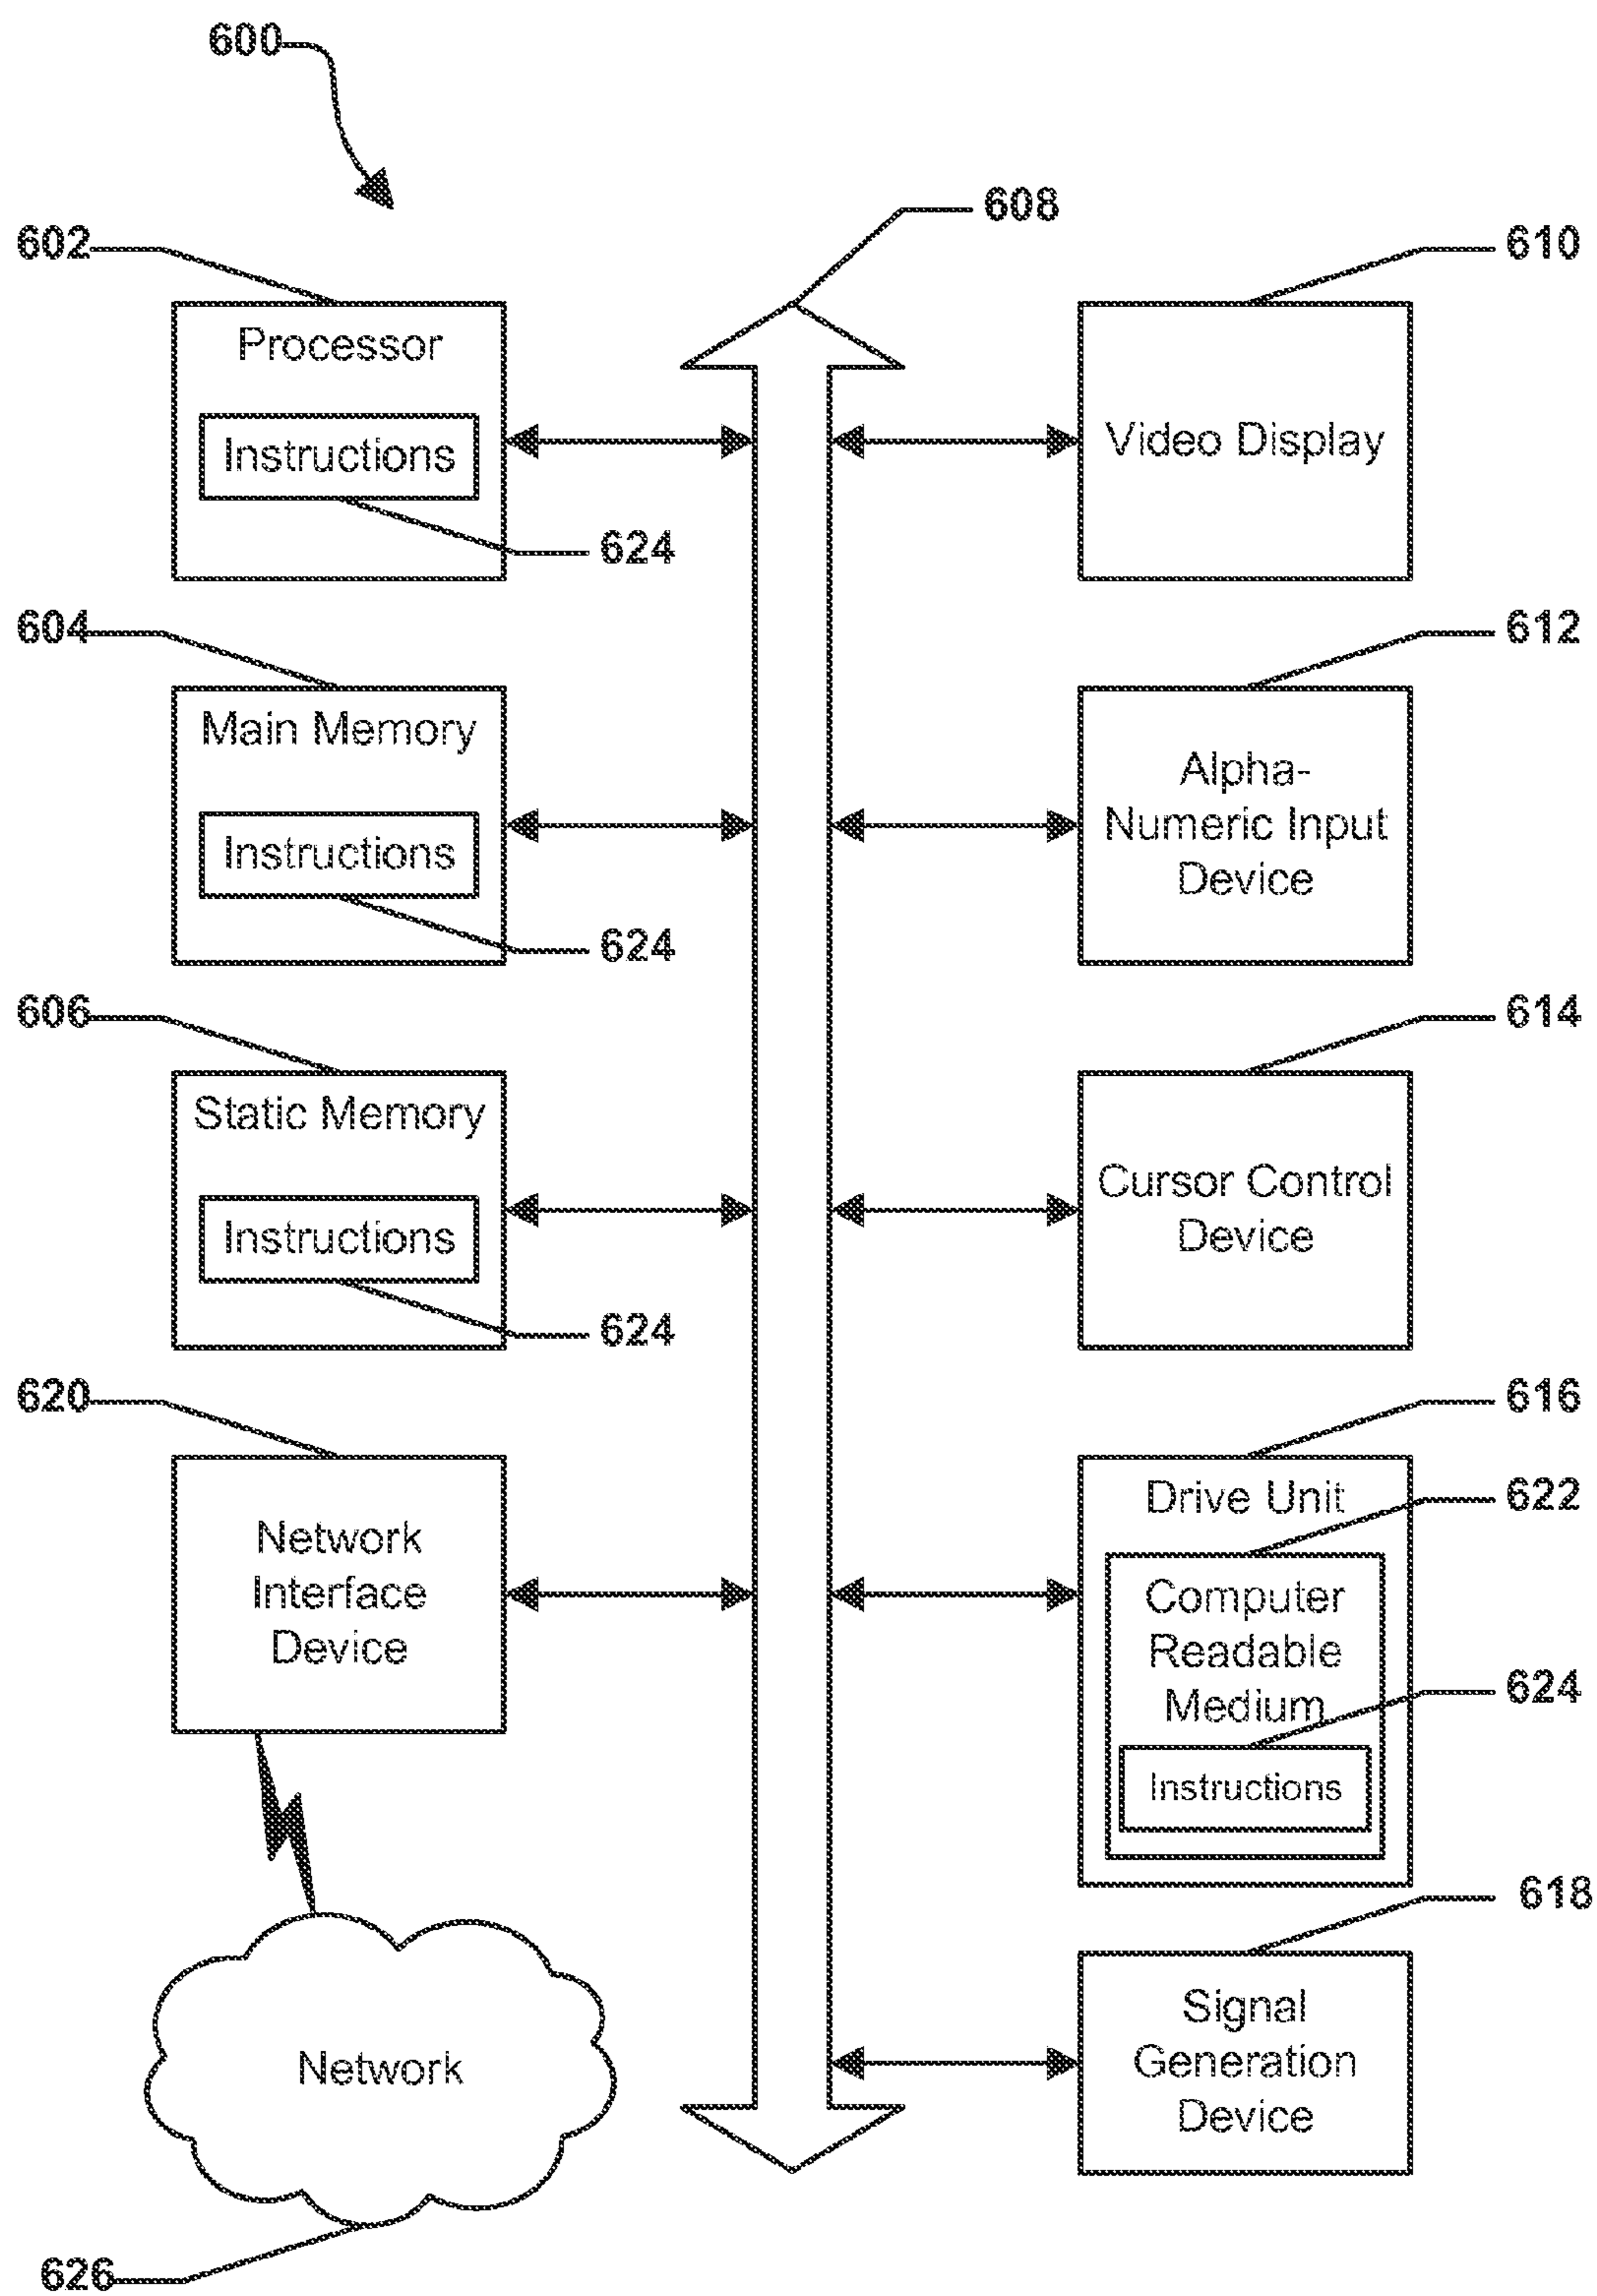 600
608
602
610
Processor
Instructions
624
Video Display
604
612
Main Memory
Instructions
624
Alpha-
Numeric Input
Device
606
614
Static Memory
Instructions
624
Cursor Control
Device
620
616
Network
Interface
Device
Drive Unit
622
Computer
Readable
Medium
624
Instructions
618
Signal
Generation
Device
Network
626